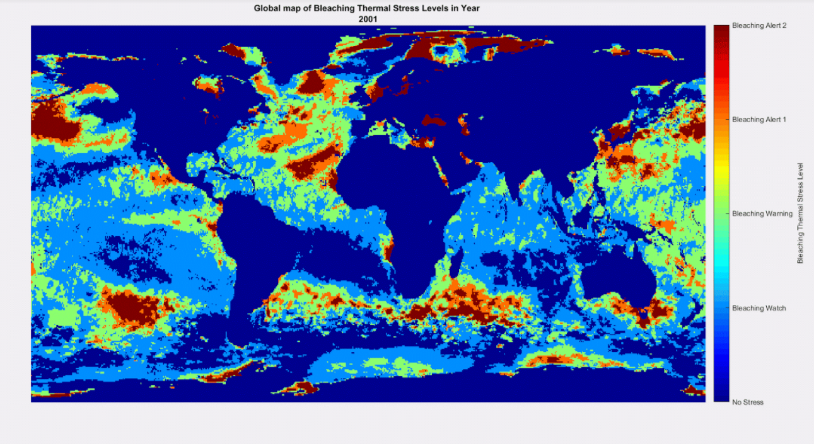 Global map of Bleaching Thermal Stress Levels in Year
2001
Bleaching Alert 2
Bleaching Alert 1
Bleaching Warning
Bleaching Watch
No Stress
Bleaching Thermal Stress Level